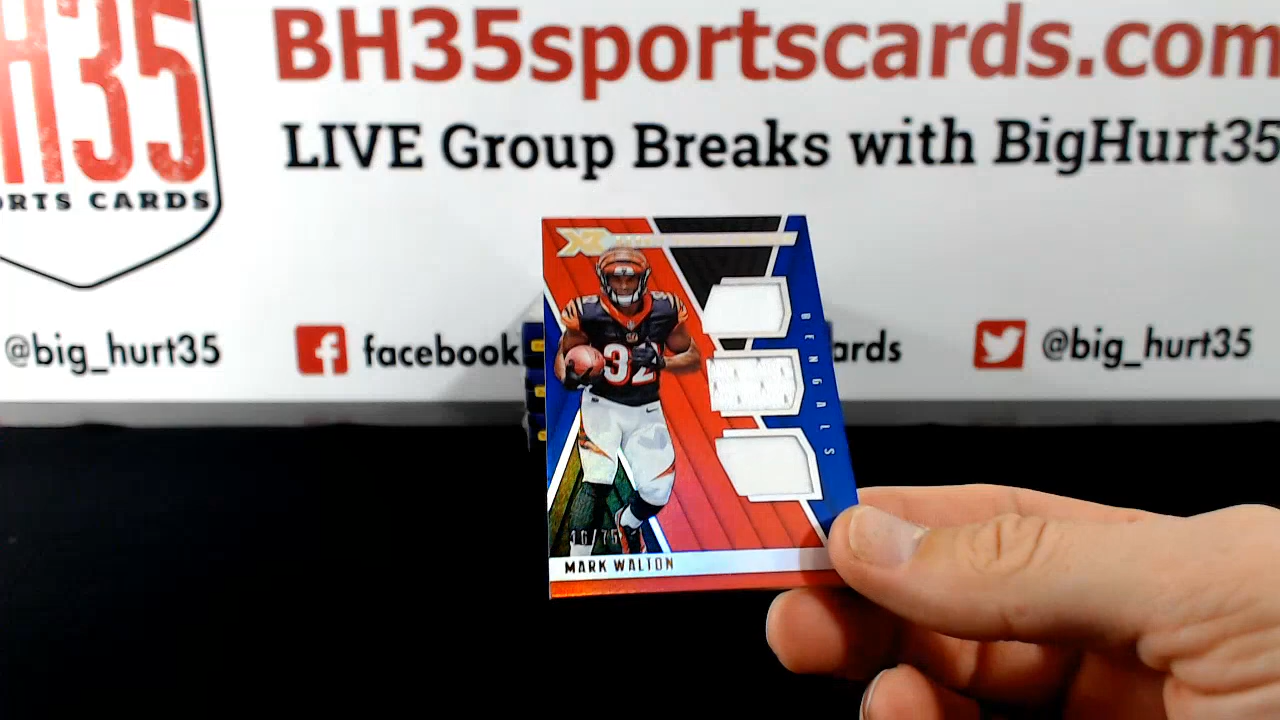 BH35sportscards.com
LIVE Group Breaks with BigHurt35
H35
ORTS CARDS
@big_hurt35
facebook
ards
@big_hurt35
BENGALS
32
MARK WALTON